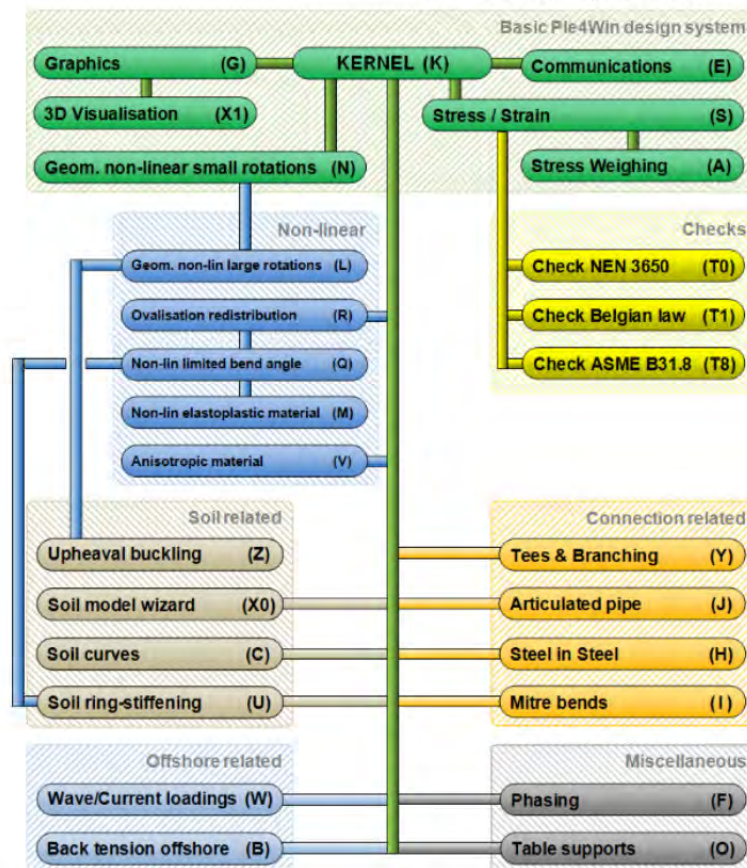 Basic Ple4Win design system
Graphics (G)
KERNEL (K)
Communications (E)
3D Visualisation (X1)
Stress / Strain (S)
Geom. non-linear small rotations (N)
Stress Weighing (A)
Non-linear
Checks
Geom. non-lin large rotations (L)
Check NEN 3650 (T0)
Ovalisation redistribution (R)
Check Belgian law (T1)
Non-lin limited bend angle (Q)
Check ASME B31.8 (T8)
Non-lin elastoplastic material (M)
Anisotropic material (V)
Soil related
Connection related
Upheaval buckling (Z)
Tees & Branching (Y)
Soil model wizard (X0)
Articulated pipe (J)
Soil curves (C)
Steel in Steel (H)
Soil ring-stiffening (U)
Mitre bends (I)
Offshore related
Miscellaneous
Wave/Current loadings (W)
Phasing (F)
Back tension offshore (B)
Table supports (O)